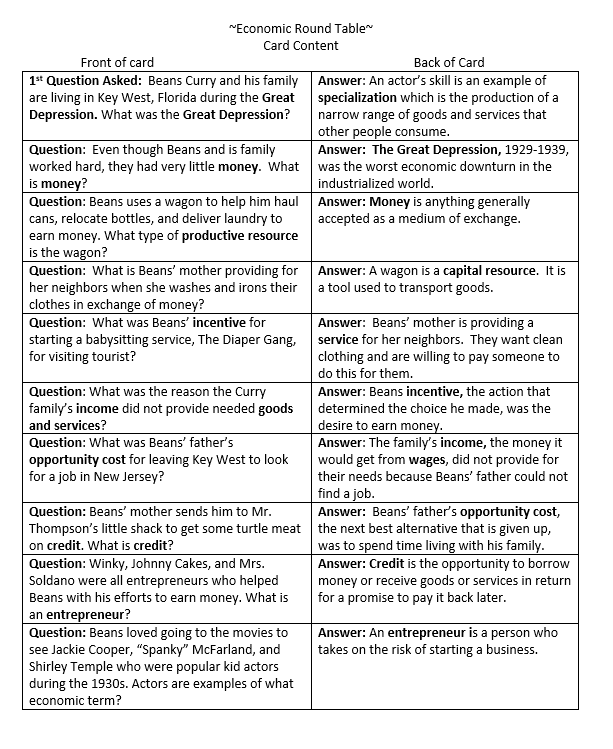 ~Economic Round Table~
Card Content
Front of card
Back of Card
1st Question Asked:  Beans Curry and his family
are living in Key West, Florida during the Great
Depression. What was the Great Depression?
Answer: An actor's skill is an example of
specialization which is the production of a
narrow range of goods and services that
other people consume.
Question:  Even though Beans and is family
worked hard, they had very little money.  What
is money?
Answer:  The Great Depression, 1929-1939,
was the worst economic downturn in the
industrialized world.
Question: Beans uses a wagon to help him haul
cans, relocate bottles, and deliver laundry to
earn money. What type of productive resource
is the wagon?
Answer: Money is anything generally
accepted as a medium of exchange.
Question:  What is Beans' mother providing for
her neighbors when she washes and irons their
clothes in exchange of money?
Answer: A wagon is a capital resource.  It is
a tool used to transport goods.
Question:  What was Beans' incentive for
starting a babysitting service, The Diaper Gang,
for visiting tourist?
Answer:  Beans' mother is providing a
service for her neighbors.  They want clean
clothing and are willing to pay someone to
do this for them.
Question: What was the reason the Curry
family's income did not provide needed goods
and services?
Answer: Beans incentive, the action that
determined the choice he made, was the
desire to earn money.
Question: What was Beans' father's
opportunity cost for leaving Key West to look
for a job in New Jersey?
Answer: The family's income, the money it
would get from wages, did not provide for
their needs because Beans' father could not
find a job.
Question: Beans' mother sends him to Mr.
Thompson's little shack to get some turtle meat
on credit. What is credit?
Answer:  Beans' father's opportunity cost,
the next best alternative that is given up,
was to spend time living with his family.
Question: Winky, Johnny Cakes, and Mrs.
Soldano were all entrepreneurs who helped
Beans with his efforts to earn money. What is
an entrepreneur?
Answer: Credit is the opportunity to borrow
money or receive goods or services in return
for a promise to pay it back later.
Question: Beans loved going to the movies to
see Jackie Cooper, "Spanky" McFarland, and
Shirley Temple who were popular kid actors
during the 1930s. Actors are examples of what
economic term?
Answer: An entrepreneur is a person who
takes on the risk of starting a business.